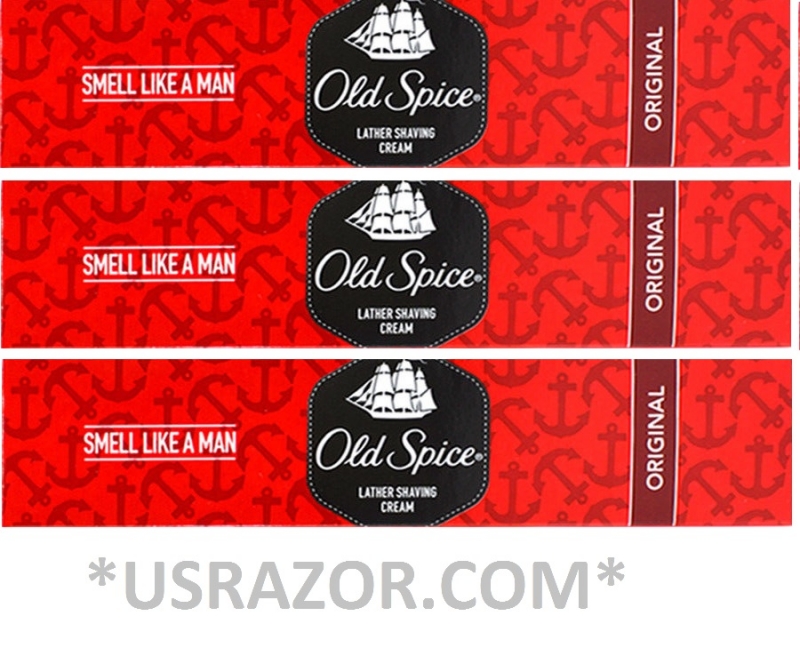 SMELL LIKE A MAN
Old Spice®
LATHER SHAVING
CREAM
ORIGINAL
SMELL LIKE A MAN
Old Spice®
LATHER SHAVING
CREAM
ORIGINAL
SMELL LIKE A MAN
Old Spice®
LATHER SHAVING
CREAM
ORIGINAL
*USRAZOR.COM*